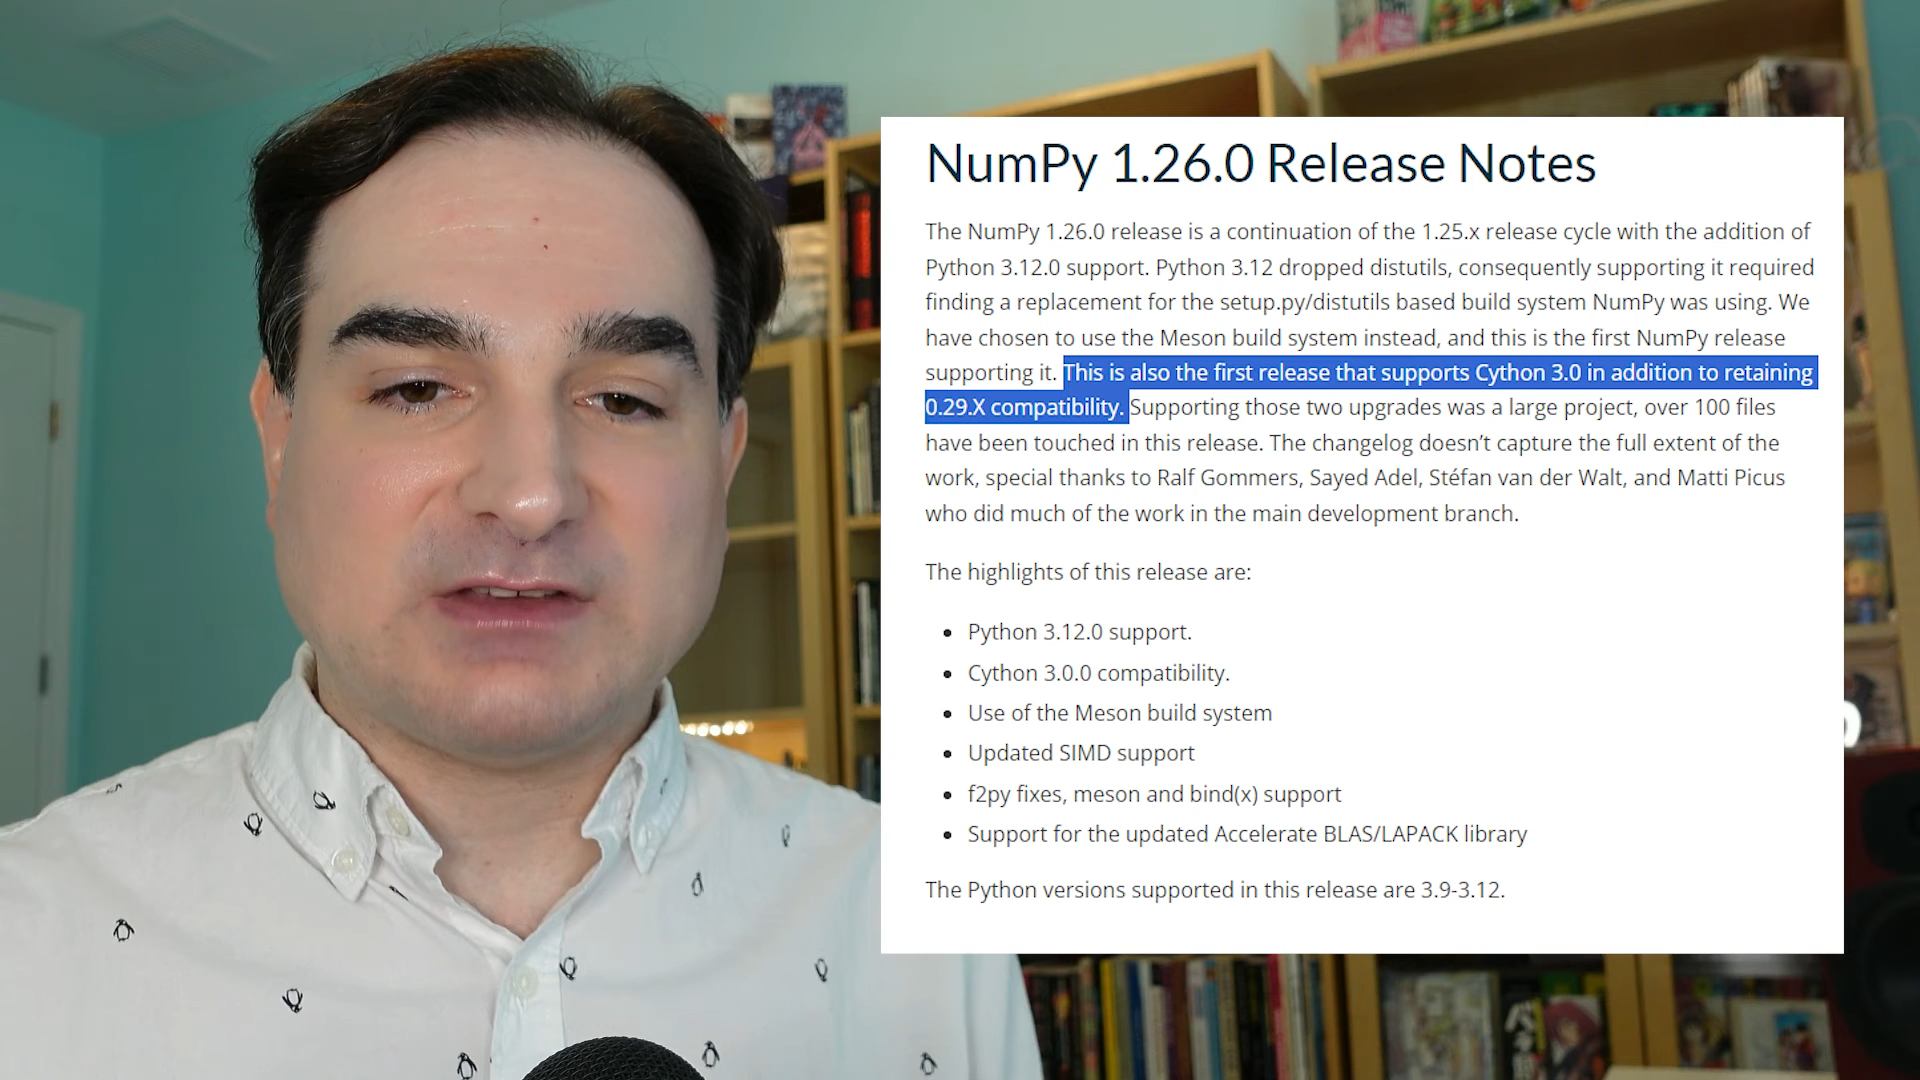 NumPy 1.26.0 Release Notes
The NumPy 1.26.0 release is a continuation of the 1.25.x release cycle with the addition of
Python 3.12.0 support. Python 3.12 dropped distutils, consequently supporting it required
finding a replacement for the setup.py/distutils based build system NumPy was using. We
have chosen to use the Meson build system instead, and this is the first NumPy release
supporting it. This is also the first release that supports Cython 3.0 in addition to retaining
0.29.X compatibility. Supporting those two upgrades was a large project, over 100 files
have been touched in this release. The changelog doesn’t capture the full extent of the
work, special thanks to Ralf Gommers, Sayed Adel, Stéfan van der Walt, and Matti Picus
who did much of the work in the main development branch.
The highlights of this release are:
• Python 3.12.0 support.
• Cython 3.0.0 compatibility.
• Use of the Meson build system
• Updated SIMD support
• f2py fixes, meson and bind(x) support
• Support for the updated Accelerate BLAS/LAPACK library
The Python versions supported in this release are 3.9-3.12.